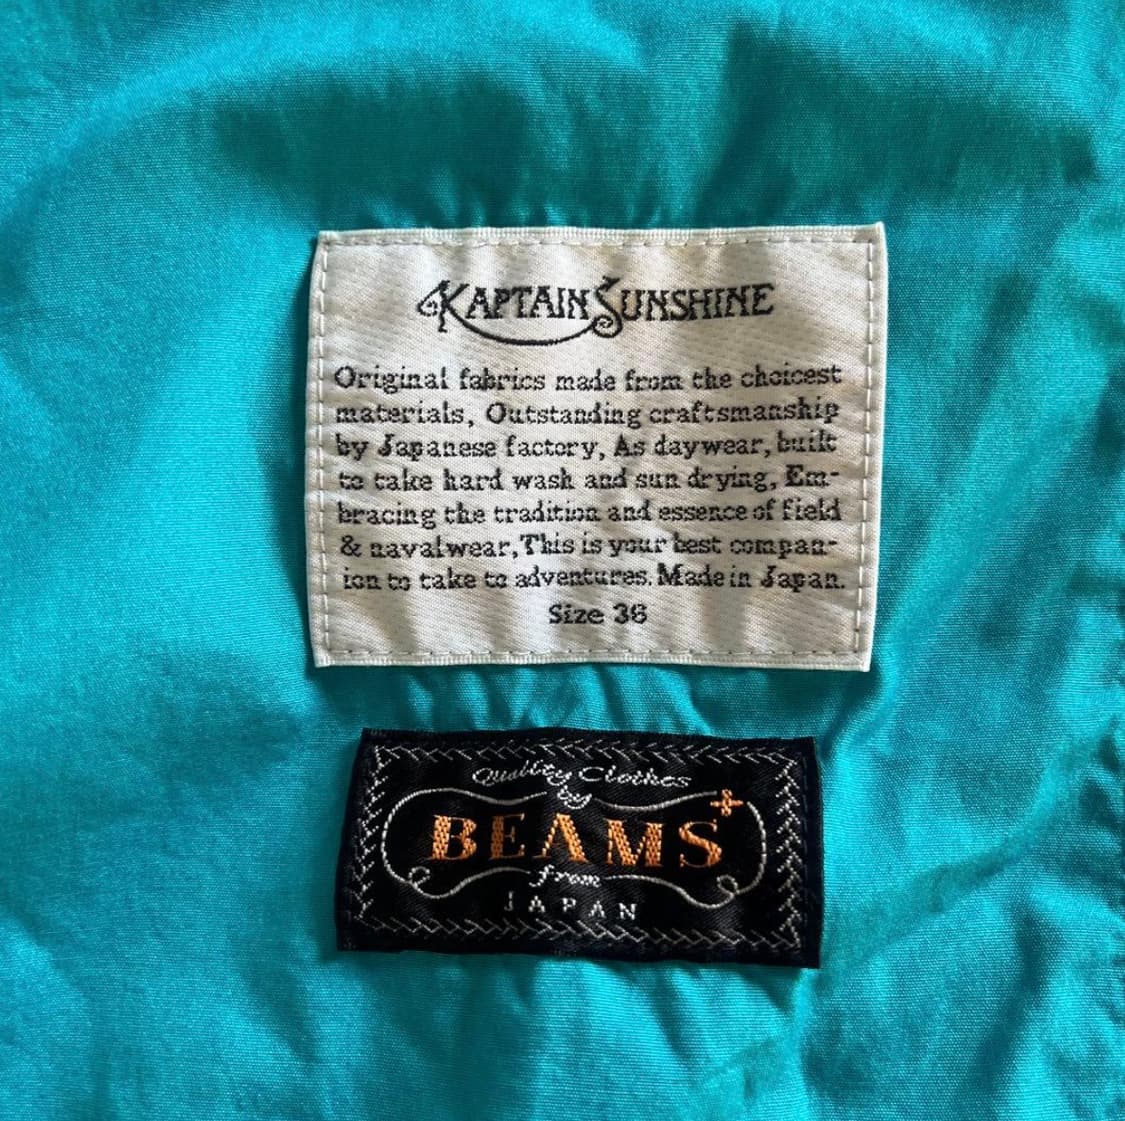 KAPTAIN SUNSHINE
Original fabrics made from the choicest
materials, Outstanding craftsmanship
by Japanese factory, As daywear, built
to take hard wash and sun drying, Em-
bracing the tradition and essence of field
& navalwear, This is your best compan-
ion to take to adventures. Made in Japan.
Size 36
Quality Clothes
by
BEAMS+
from
JAPAN